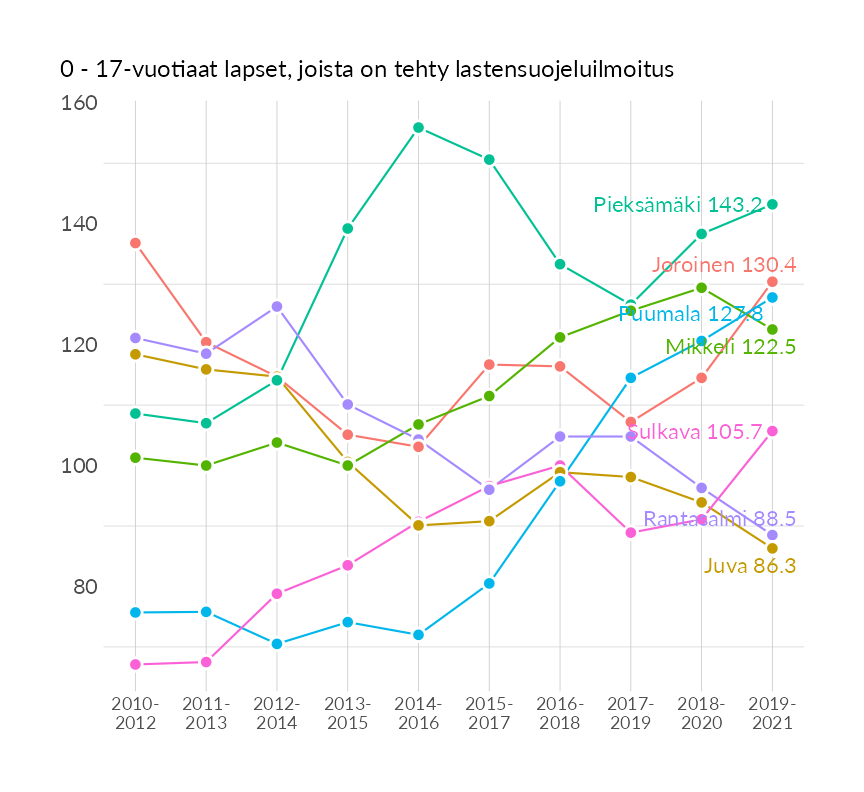 0 - 17-vuotiaat lapset, joista on tehty lastensuojeluilmoitus
160
140
120
100
80
Pieksämäki 143.2
Joroinen 130.4
Puumala 127.8
Mikkeli 122.5
Sulkava 105.7
Rantasalmi 88.5
Juva 86.3
2010-2012
2011-2013
2012-2014
2013-2015
2014-2016
2015-2017
2016-2018
2017-2019
2018-2020
2019-2021